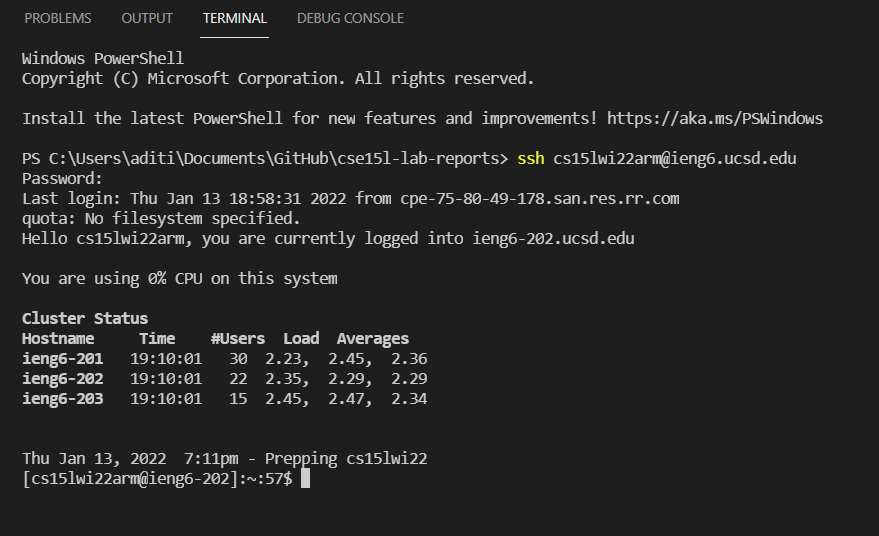 PROBLEMS OUTPUT TERMINAL DEBUG CONSOLE
Windows PowerShell
Copyright (C) Microsoft Corporation. All rights reserved.
Install the latest PowerShell for new features and improvements! https://aka.ms/PSWindows
PS C:\Users\aditi\Documents\GitHub\cse15l-lab-reports> ssh cs15lwi22arm@ieng6.ucsd.edu
Password:
Last login: Thu Jan 13 18:58:31 2022 from cpe-75-80-49-178.san.res.rr.com
quota: No filesystem specified.
Hello cs15lwi22arm, you are currently logged into ieng6-202.ucsd.edu
You are using 0% CPU on this system
Cluster Status
Hostname Time #Users Load Averages
ieng6-201 19:10:01 30 2.23, 2.45, 2.36
ieng6-202 19:10:01 22 2.35, 2.29, 2.29
ieng6-203 19:10:01 15 2.45, 2.47, 2.34
Thu Jan 13, 2022 7:11pm - Prepping cs15lwi22
[cs15lwi22arm@ieng6-202]:~:57$